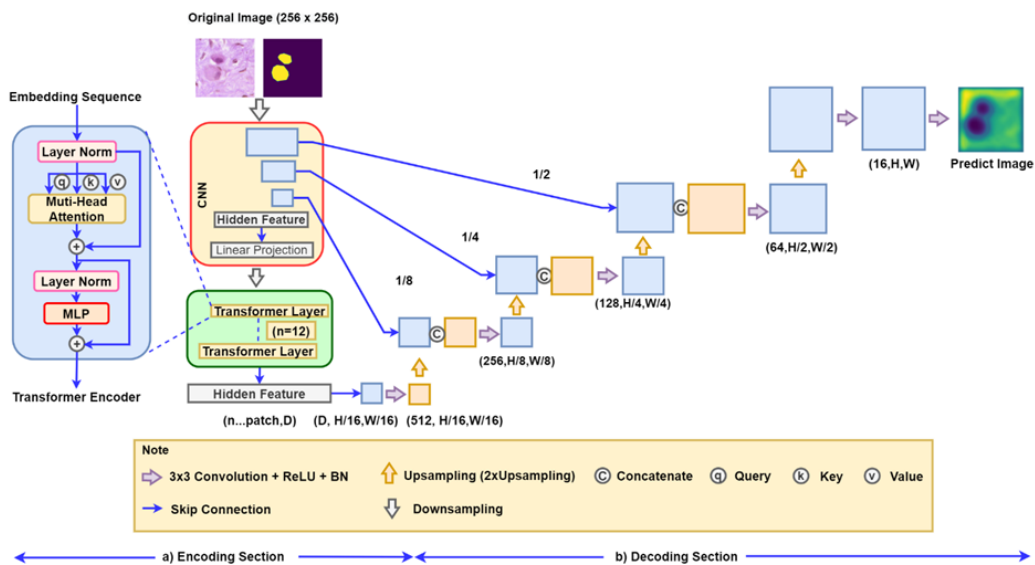 Original Image (256 x 256)
Embedding Sequence
Layer Norm
q k v
Muti-Head
Attention
+
Layer Norm
MLP
+
Transformer Encoder
CNN
Hidden Feature
Linear Projection
Transformer Layer
(n=12)
Transformer Layer
Hidden Feature
(n...patch,D)
(D, H/16,W/16)
(512, H/16,W/16)
1/8
C
(256,H/8,W/8)
1/4
C
(128,H/4,W/4)
1/2
C
(64,H/2,W/2)
(16,H,W)
Predict Image
Note
3x3 Convolution + ReLU + BN
Upsampling (2xUpsampling)
C Concatenate
q Query
k Key
v Value
Skip Connection
Downsampling
a) Encoding Section
b) Decoding Section